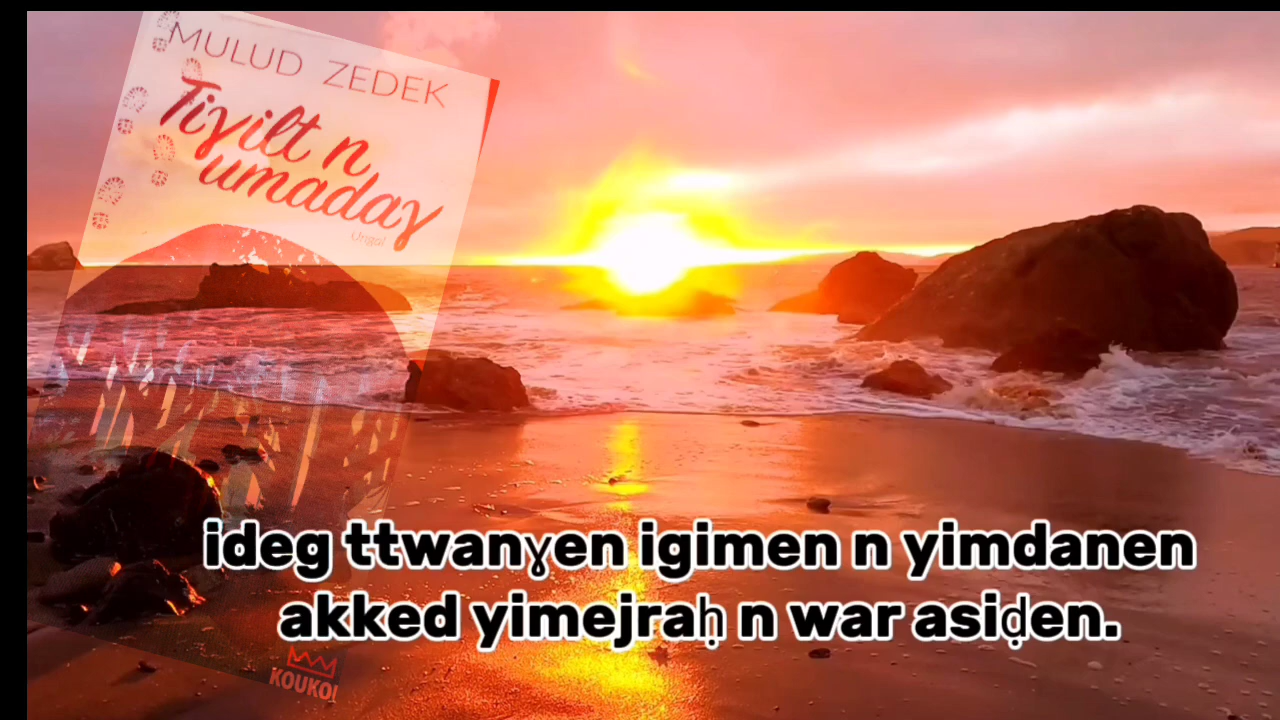 MULUD ZEDEK
Tiɣilt n
umadaɣ
Ungal
ideg ttwanɣen igimen n yimdanen
akked yimejraḥ n war asiḍen.
KOUKOU